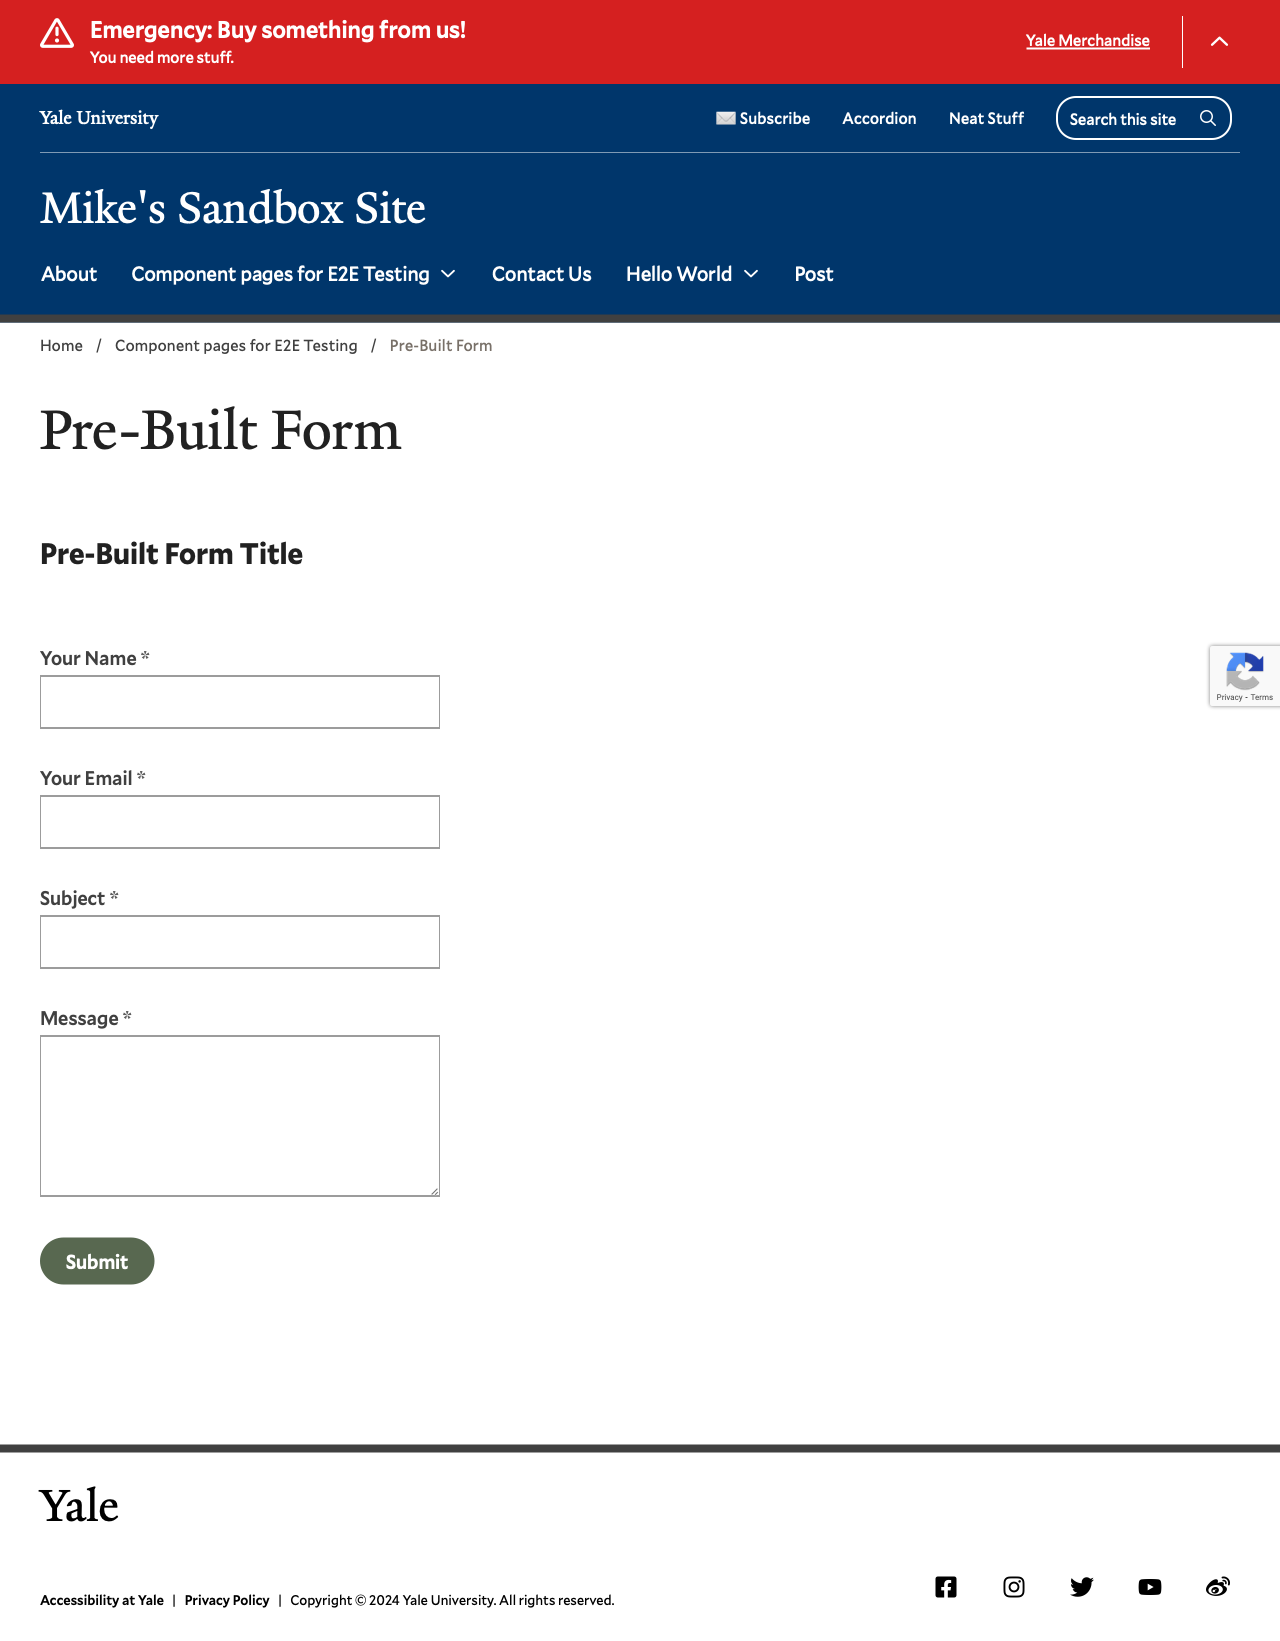 Emergency: Buy something from us!
You need more stuff.
Yale Merchandise
Yale University
Subscribe
Accordion
Neat Stuff
Search this site
Mike's Sandbox Site
About
Component pages for E2E Testing
Contact Us
Hello World
Post
Home / Component pages for E2E Testing / Pre-Built Form
Pre-Built Form
Pre-Built Form Title
Your Name *
Privacy - Terms
Your Email *
Subject *
Message *
Submit
Yale
Accessibility at Yale | Privacy Policy | Copyright © 2024 Yale University. All rights reserved.